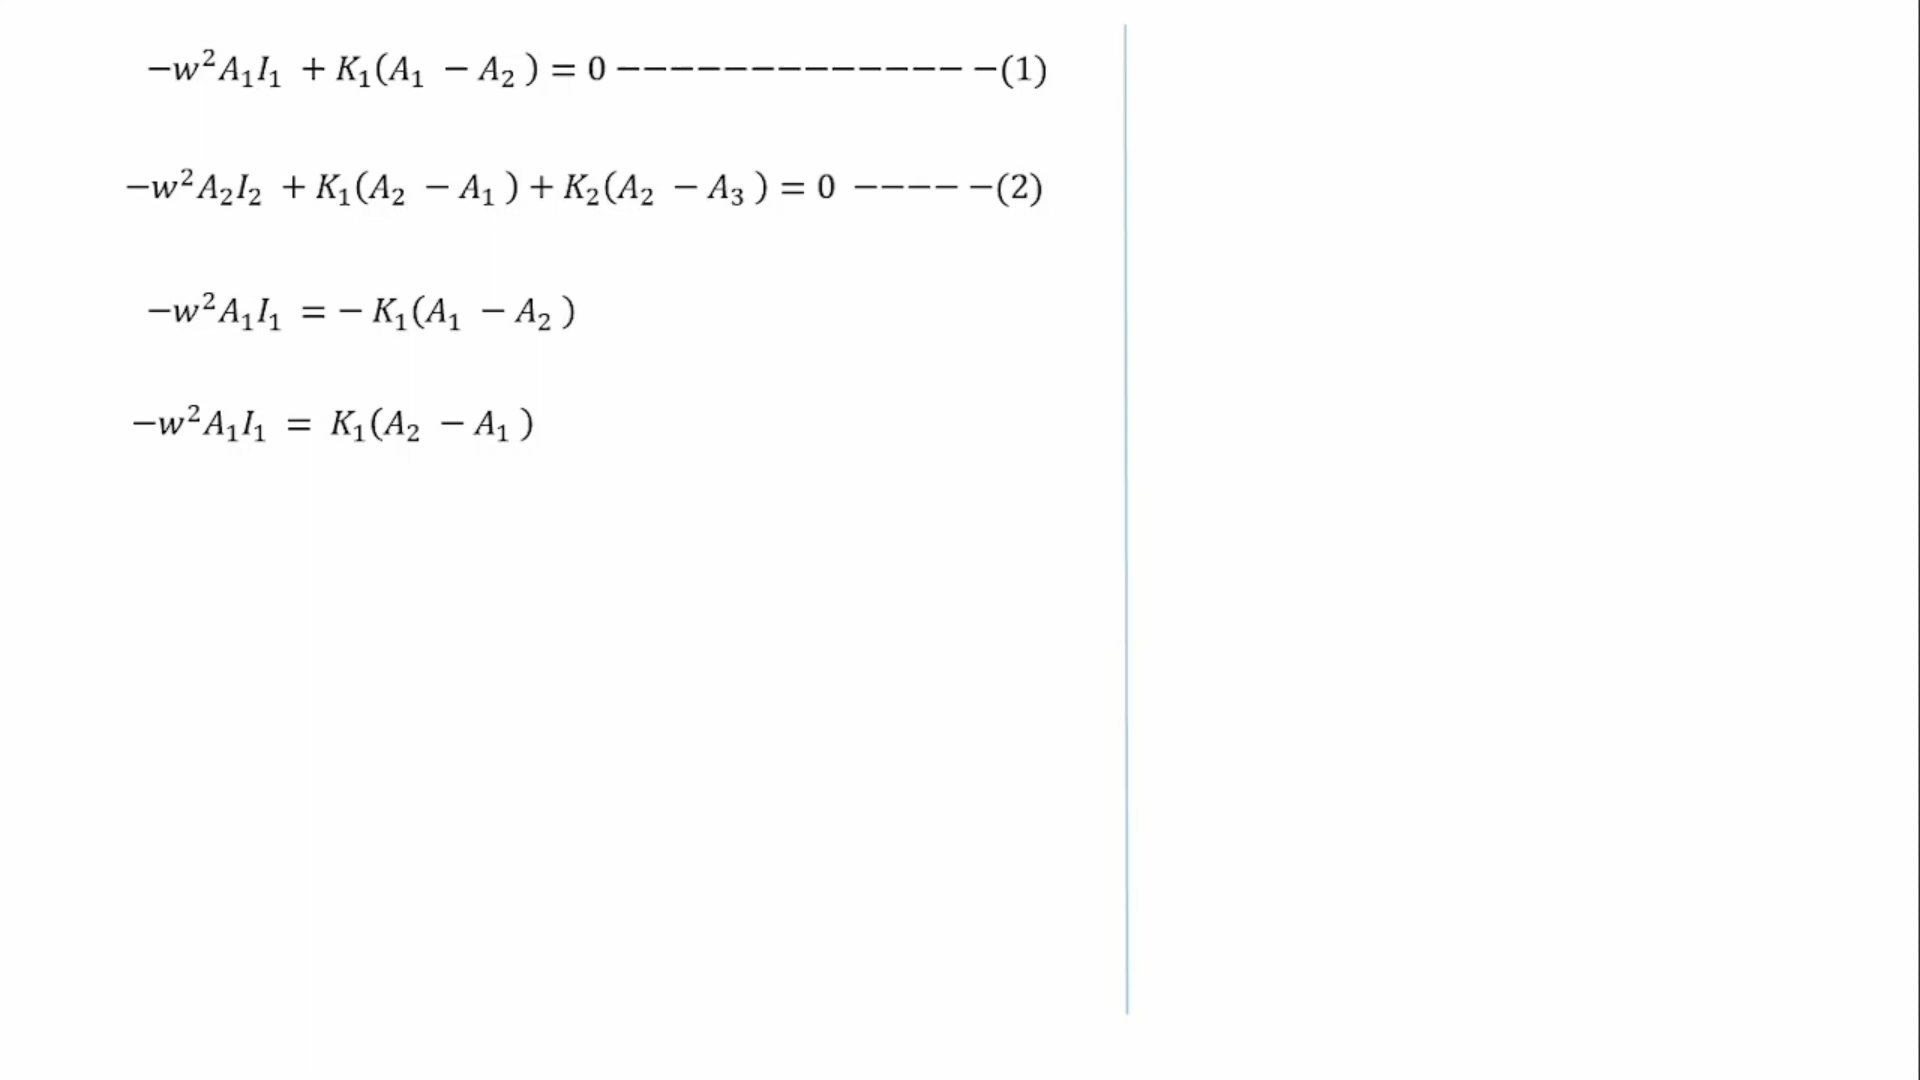 −w²A₁I₁ + K₁(A₁ − A₂ ) = 0 − − − − − − − − − − − − − −(1)
−w²A₂I₂ + K₁(A₂ − A₁ ) + K₂(A₂ − A₃ ) = 0 − − − − −(2)
−w²A₁I₁ = − K₁(A₁ − A₂ )
−w²A₁I₁ = K₁(A₂ − A₁ )